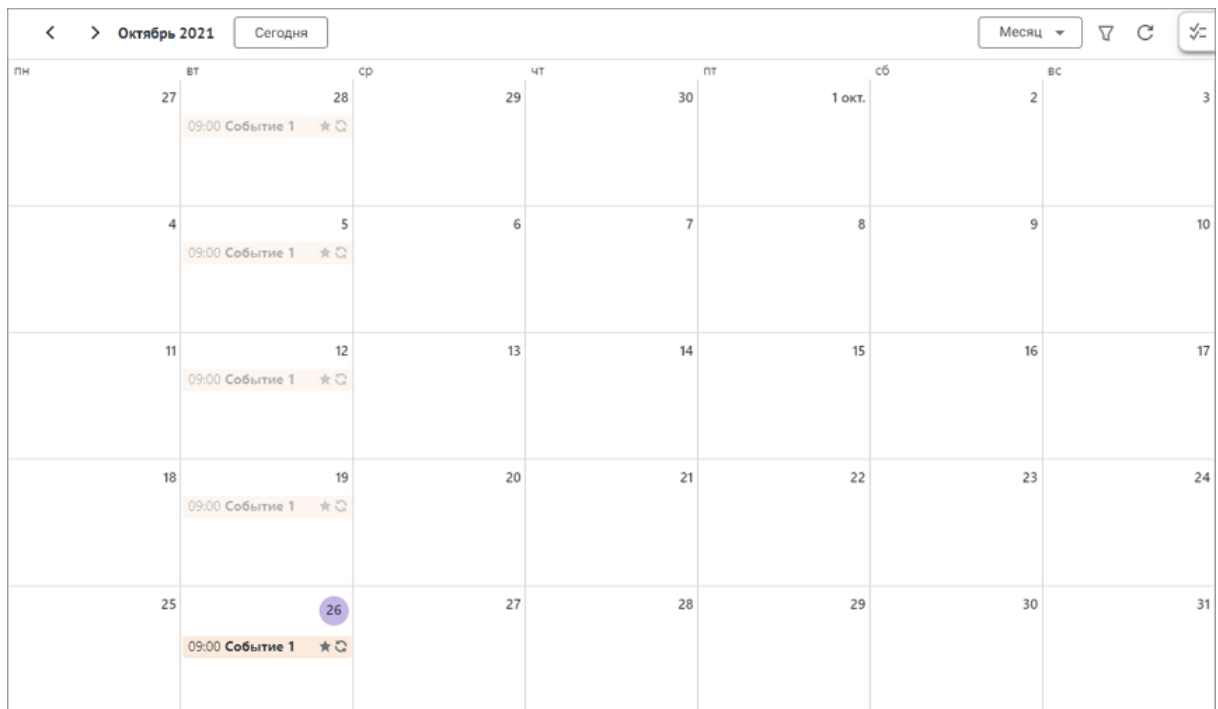 Октябрь 2021 Сегодня Месяц
пн вт ср чт пт сб вс
27 28 29 30 1 окт. 2 3
09:00 Событие 1
4 5 6 7 8 9 10
09:00 Событие 1
11 12 13 14 15 16 17
09:00 Событие 1
18 19 20 21 22 23 24
09:00 Событие 1
25 26 27 28 29 30 31
09:00 Событие 1